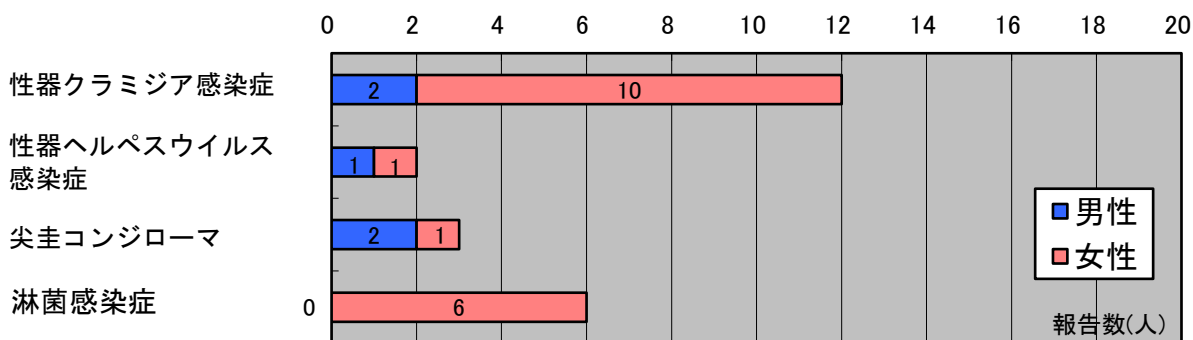 0 2 4 6 8 10 12 14 16 18 20
性器クラミジア感染症 2 10
性器ヘルペスウイルス
感染症 1 1
尖圭コンジローマ 2 1
淋菌感染症 0 6
男性
女性
報告数(人)